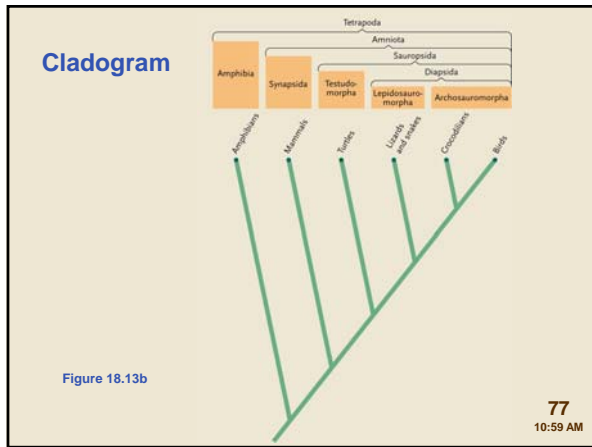 Cladogram
Tetrapoda
Amniota
Sauropsida
Diapsida
Amphibia
Synapsida
Testudo-
morpha
Lepidosauro-
morpha
Archosauromorpha
Amphibians
Mammals
Turtles
Lizards
and snakes
Crocodilians
Birds
Figure 18.13b
77
10:59 AM